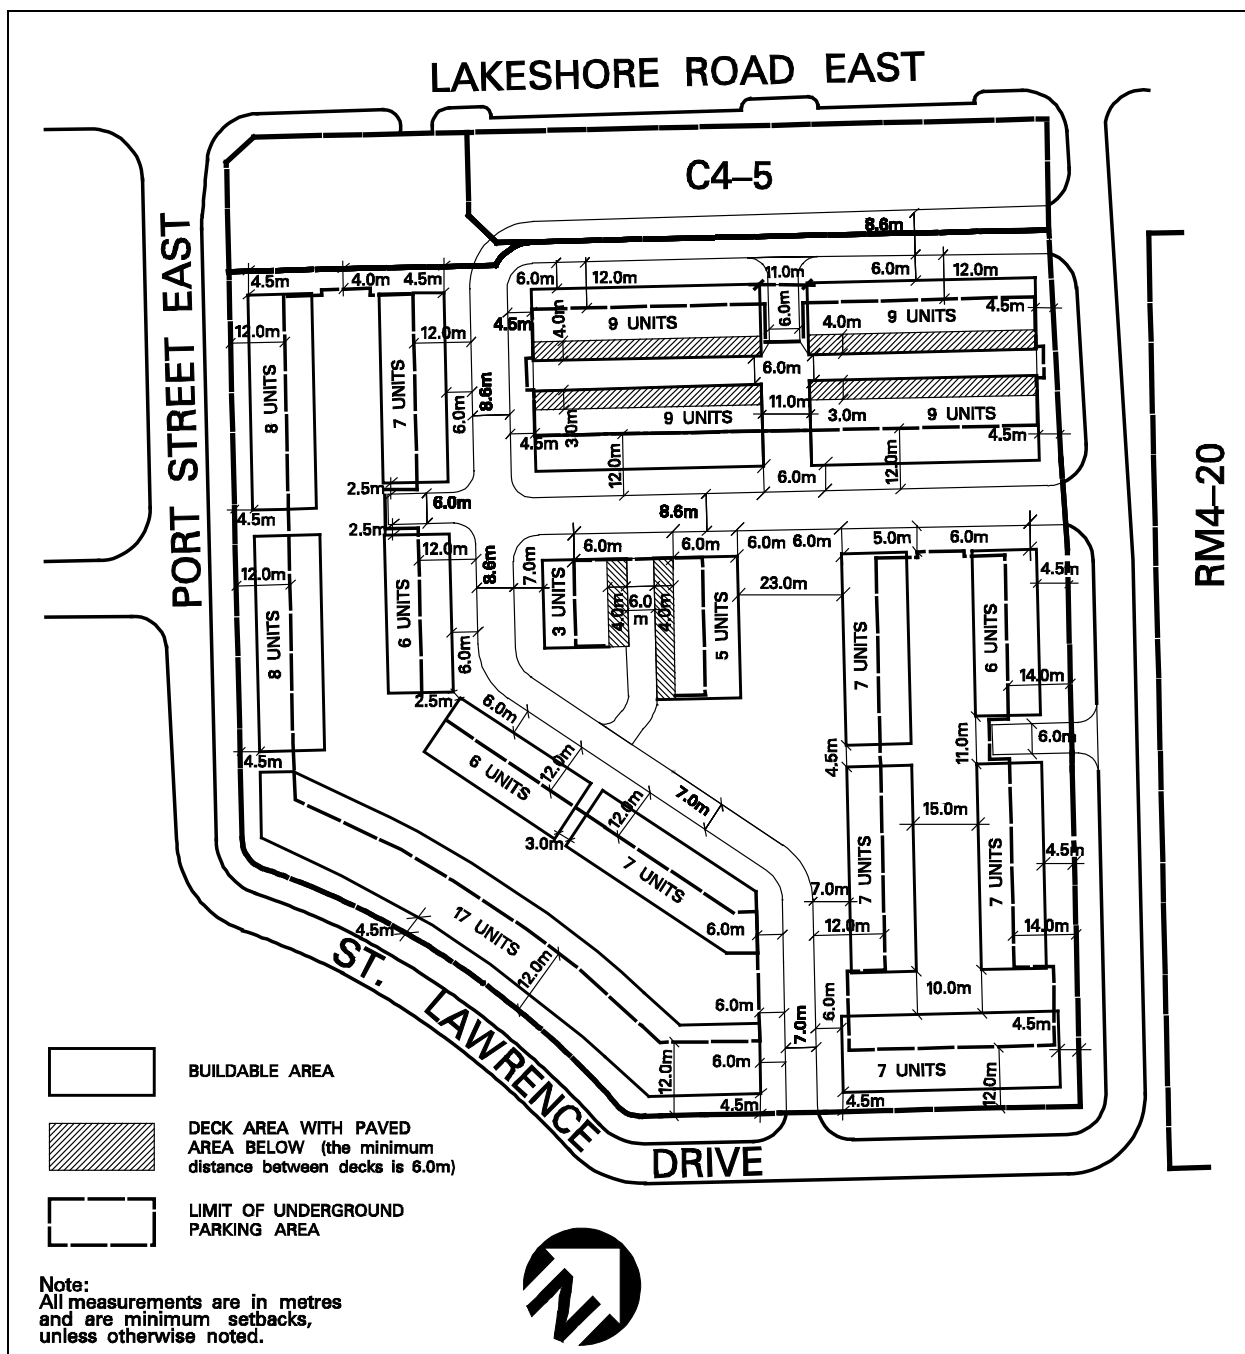 LAKESHORE ROAD EAST
C4–5
8.6m
4.5m
4.0m
4.5m
6.0m
12.0m
11.0m
6.0m
12.0m
4.5m
4.0m
9 UNITS
6.0m
4.0m
9 UNITS
4.5m
12.0m
12.0m
8 UNITS
7 UNITS
6.0m
8.6m
6.0m
9 UNITS
11.0m
3.0m
9 UNITS
4.5m
3.0m
4.5m
12.0m
6.0m
12.0m
PORT STREET EAST
RM4–20
2.5m
6.0m
4.5m
2.5m
8.6m
12.0m
12.0m
8.6m
7.0m
6.0m
6.0m
6.0m
6.0m
5.0m
6.0m
4.5m
8 UNITS
6 UNITS
3 UNITS
4.0m
6.0
m
4.0m
5 UNITS
23.0m
7 UNITS
6 UNITS
14.0m
6.0m
2.5m
6.0m
11.0m
6.0m
4.5m
4.5m
6 UNITS
12.0m
12.0m
7.0m
15.0m
3.0m
7 UNITS
7 UNITS
7 UNITS
4.5m
7.0m
17 UNITS
4.5m
6.0m
12.0m
14.0m
12.0m
10.0m
6.0m
6.0m
7.0m
4.5m
6.0m
12.0m
7 UNITS
12.0m
4.5m
4.5m
ST. LAWRENCE DRIVE
BUILDABLE AREA
DECK AREA WITH PAVED
AREA BELOW (the minimum
distance between decks is 6.0m)
LIMIT OF UNDERGROUND
PARKING AREA
Note:
All measurements are in metres
and are minimum setbacks,
unless otherwise noted.
N